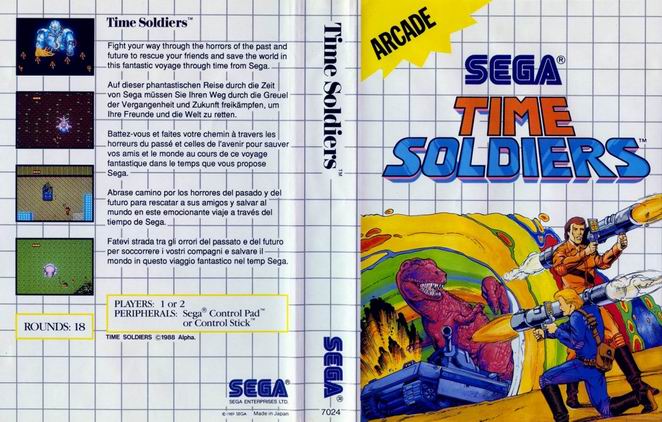 Time Soldiers™
Fight your way through the horrors of the past and
future to rescue your friends and save the world in
this fantastic voyage through time from Sega.
Auf dieser phantastischen Reise durch die Zeit
von Sega müssen Sie Ihren Weg durch die Greuel
der Vergangenheit und Zukunft freikämpfen, um
Ihre Freunde und die Welt zu retten.
Battez-vous et faites votre chemin à travers les
horreurs du passé et celles de l'avenir pour sauver
vos amis et le monde au cours de ce voyage
fantastique dans le temps que vous propose
Sega.
Abrase camino por los horrores del pasado y del
futuro para rescatar a sus amigos y salvar al
mundo en este emocionante viaje a través del
tiempo de Sega.
Fatevi strada tra gli orrori del passato e del futuro
per soccorrere i vostri compagni e salvare il
mondo in questo viaggio fantastico nel temp Sega.
ROUNDS: 18
PLAYERS: 1 or 2
PERIPHERALS: Sega® Control Pad™
or Control Stick™
TIME SOLDIERS ©1988 Alpha.
SEGA®
SEGA ENTERPRISES LTD.
©1989 SEGA Made in Japan
Time Soldiers™
SEGA®
7024
ARCADE
SEGA®
TIME
SOLDIERS™